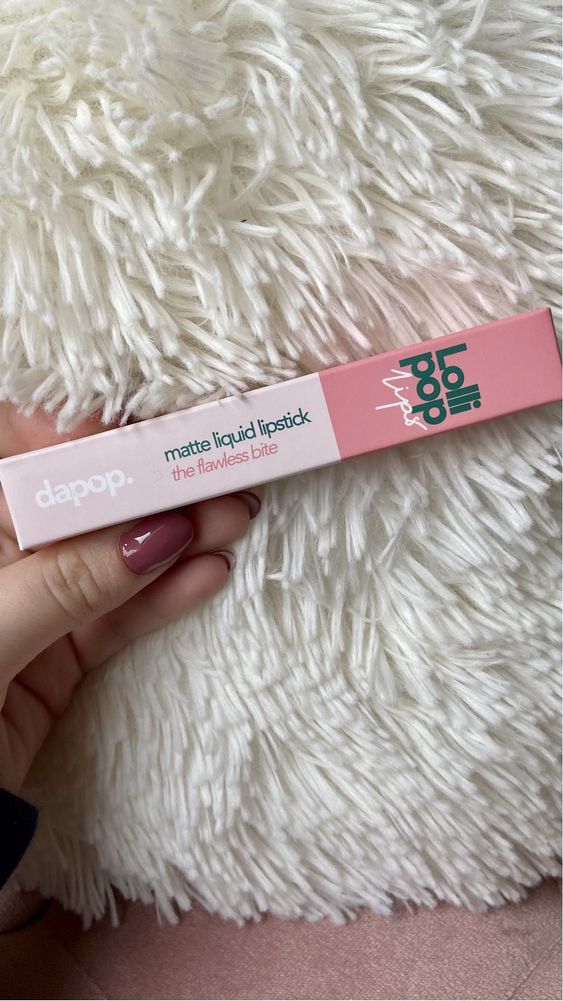 dapop.
matte liquid lipstick
the flawless bite
Lolli
pop
Lips